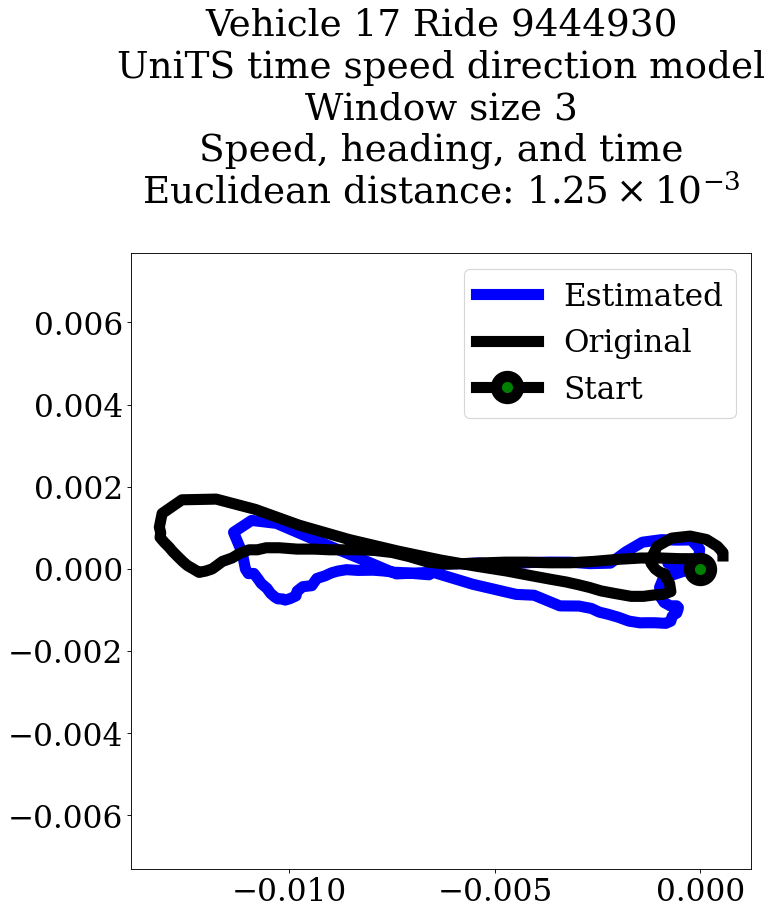 Vehicle 17 Ride 9444930
UniTS time speed direction model
Window size 3
Speed, heading, and time
Euclidean distance: $1.25 \times 10^{-3}$
Estimated
Original
Start
0.006
0.004
0.002
0.000
−0.002
−0.004
−0.006
−0.010
−0.005
0.000